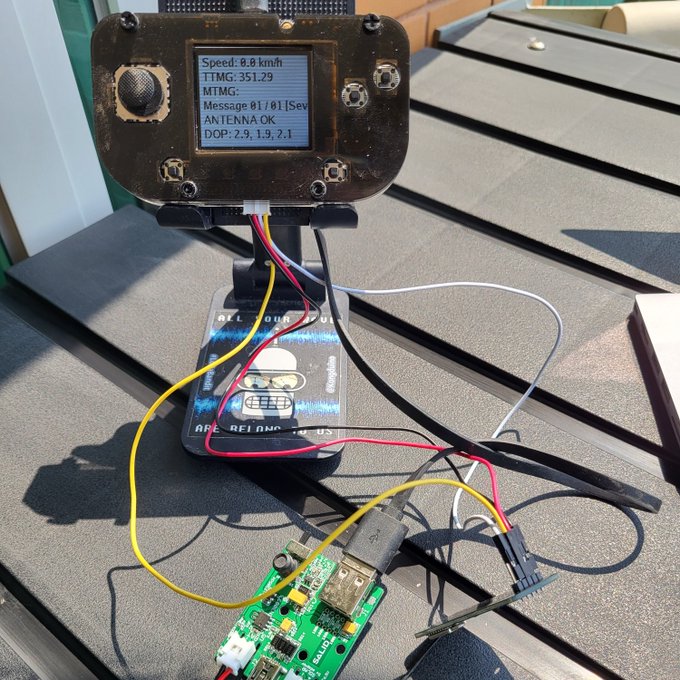 Speed: 0.0 km/h
TTMG: 351.29
MTMG:
Message 01 / 01 |Sev
ANTENNA OK
DOP: 2.9, 1.9, 2.1
ALL YOUR
ARE BELONG TO US